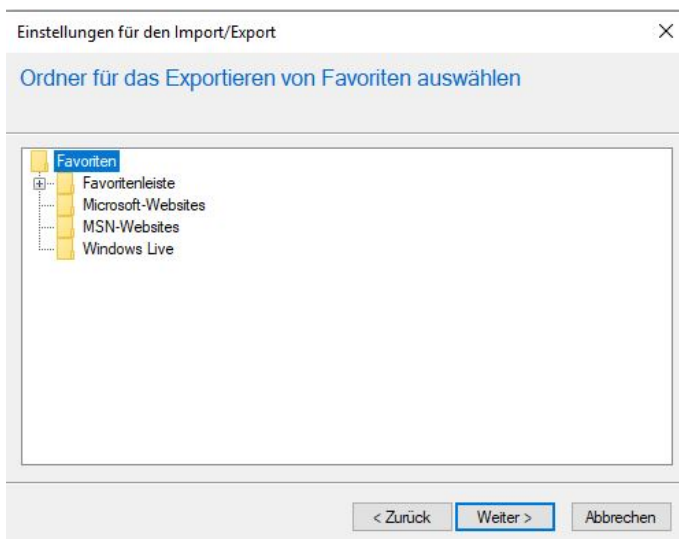 Einstellungen für den Import/Export
Ordner für das Exportieren von Favoriten auswählen
Favoriten
Favoritenleiste
Microsoft-Websites
MSN-Websites
Windows Live
< Zurück
Weiter >
Abbrechen